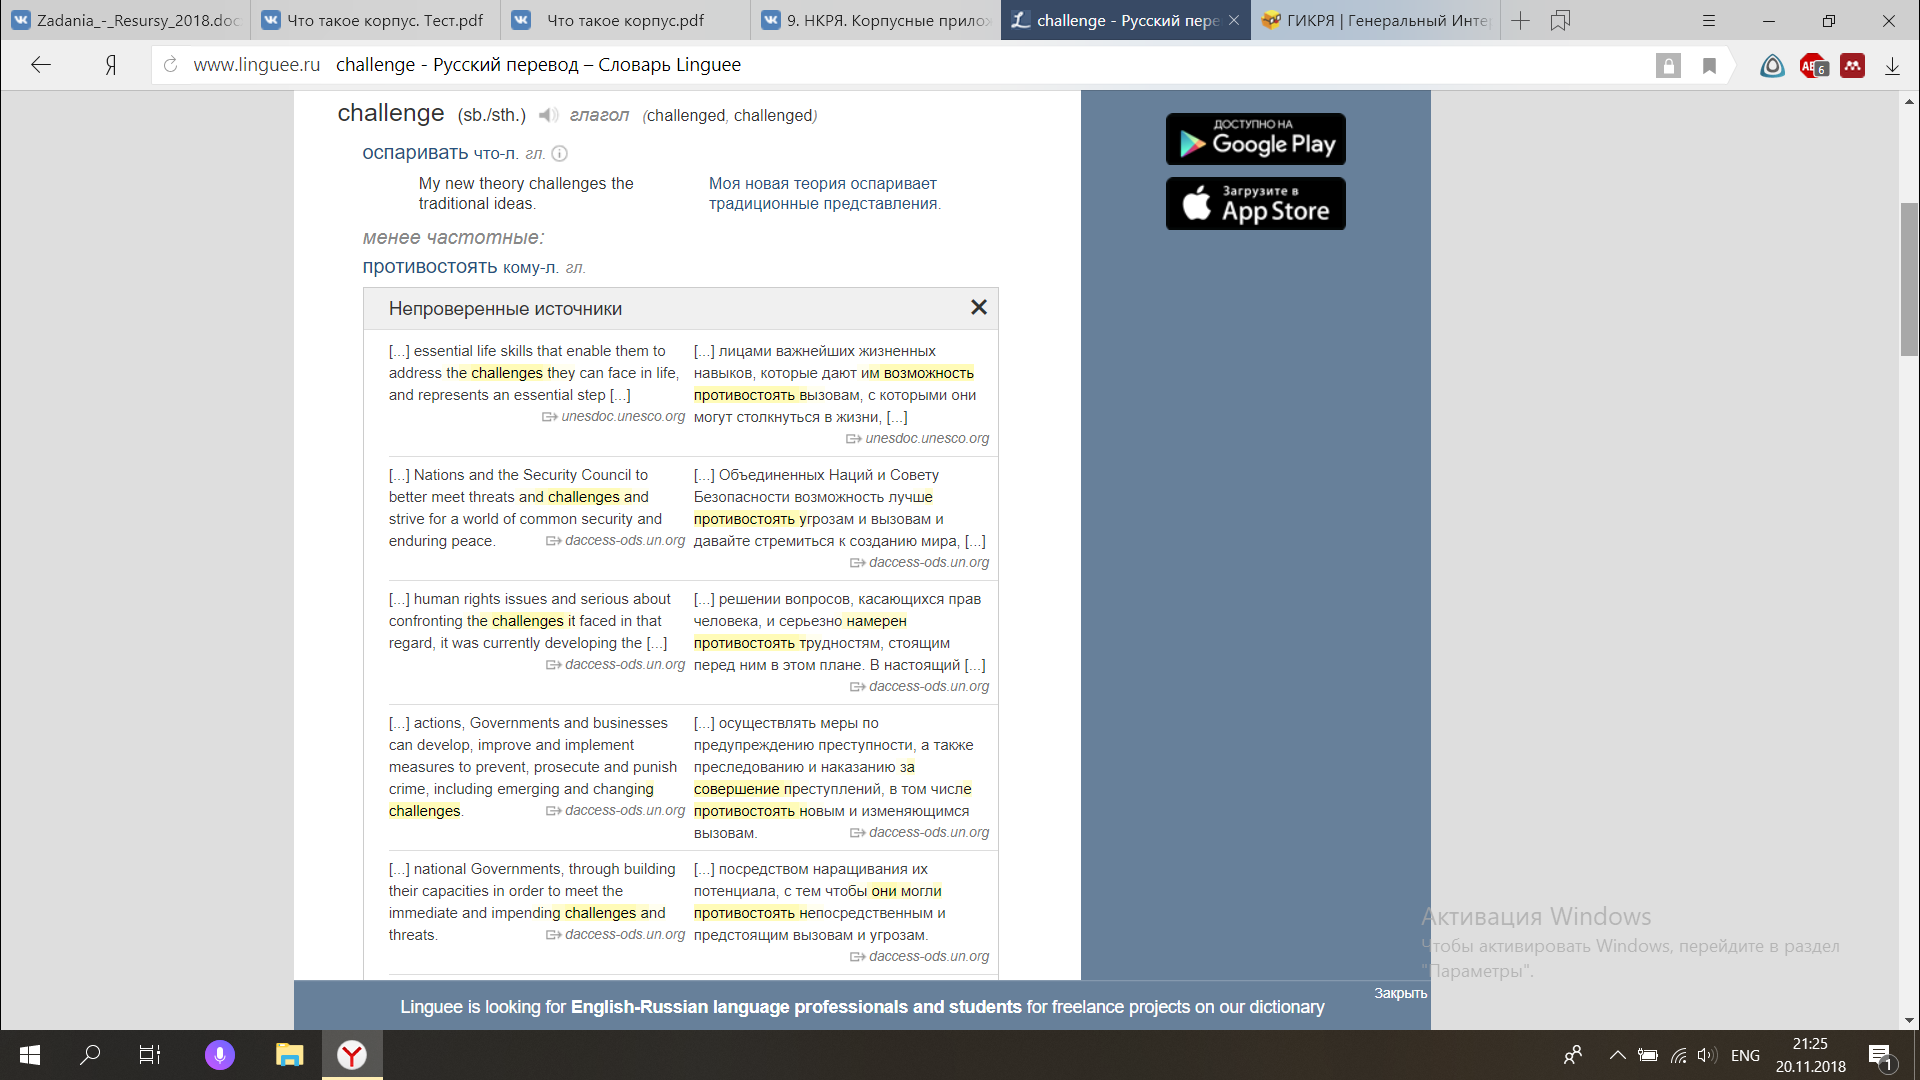 Zadania_-_Resursy_2018.doc
Что такое корпус. Тест.pdf
Что такое корпус.pdf
9. НКРЯ. Корпусные прилож
challenge - Русский пере
ГИКРЯ | Генеральный Инте
Я
www.linguee.ru challenge - Русский перевод – Словарь Linguee
6
challenge (sb./sth.) глагол (challenged, challenged)
оспаривать что-л. гл.
My new theory challenges the
traditional ideas.
Моя новая теория оспаривает
традиционные представления.
менее частотные:
противостоять кому-л. гл.
Непроверенные источники
[...] essential life skills that enable them to
address the challenges they can face in life,
and represents an essential step [...]
unesdoc.unesco.org
[...] лицами важнейших жизненных
навыков, которые дают им возможность
противостоять вызовам, с которыми они
могут столкнуться в жизни, [...]
unesdoc.unesco.org
[...] Nations and the Security Council to
better meet threats and challenges and
strive for a world of common security and
enduring peace.
daccess-ods.un.org
[...] Объединенных Наций и Совету
Безопасности возможность лучше
противостоять угрозам и вызовам и
давайте стремиться к созданию мира, [...]
daccess-ods.un.org
[...] human rights issues and serious about
confronting the challenges it faced in that
regard, it was currently developing the [...]
daccess-ods.un.org
[...] решении вопросов, касающихся прав
человека, и серьезно намерен
противостоять трудностям, стоящим
перед ним в этом плане. В настоящий [...]
daccess-ods.un.org
[...] actions, Governments and businesses
can develop, improve and implement
measures to prevent, prosecute and punish
crime, including emerging and changing
challenges.
daccess-ods.un.org
[...] осуществлять меры по
предупреждению преступности, а также
преследованию и наказанию за
совершение преступлений, в том числе
противостоять новым и изменяющимся
вызовам.
daccess-ods.un.org
[...] national Governments, through building
their capacities in order to meet the
immediate and impending challenges and
threats.
daccess-ods.un.org
[...] посредством наращивания их
потенциала, с тем чтобы они могли
противостоять непосредственным и
предстоящим вызовам и угрозам.
daccess-ods.un.org
ДОСТУПНО НА
Google Play
Загрузите в
App Store
Активация Windows
Чтобы активировать Windows, перейдите в раздел
"Параметры".
Закрыть
Linguee is looking for English-Russian language professionals and students for freelance projects on our dictionary
ENG
21:25
20.11.2018
1